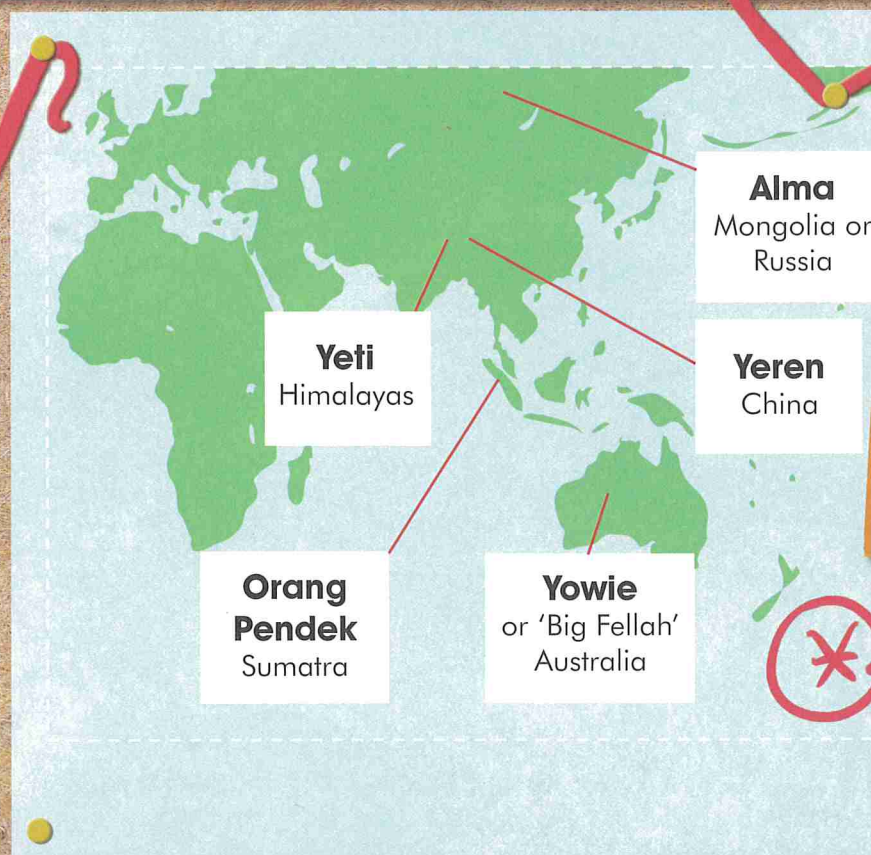 Alma
Mongolia or
Russia
Yeti
Himalayas
Yeren
China
Orang
Pendek
Sumatra
Yowie
or ‘Big Fellah’
Australia